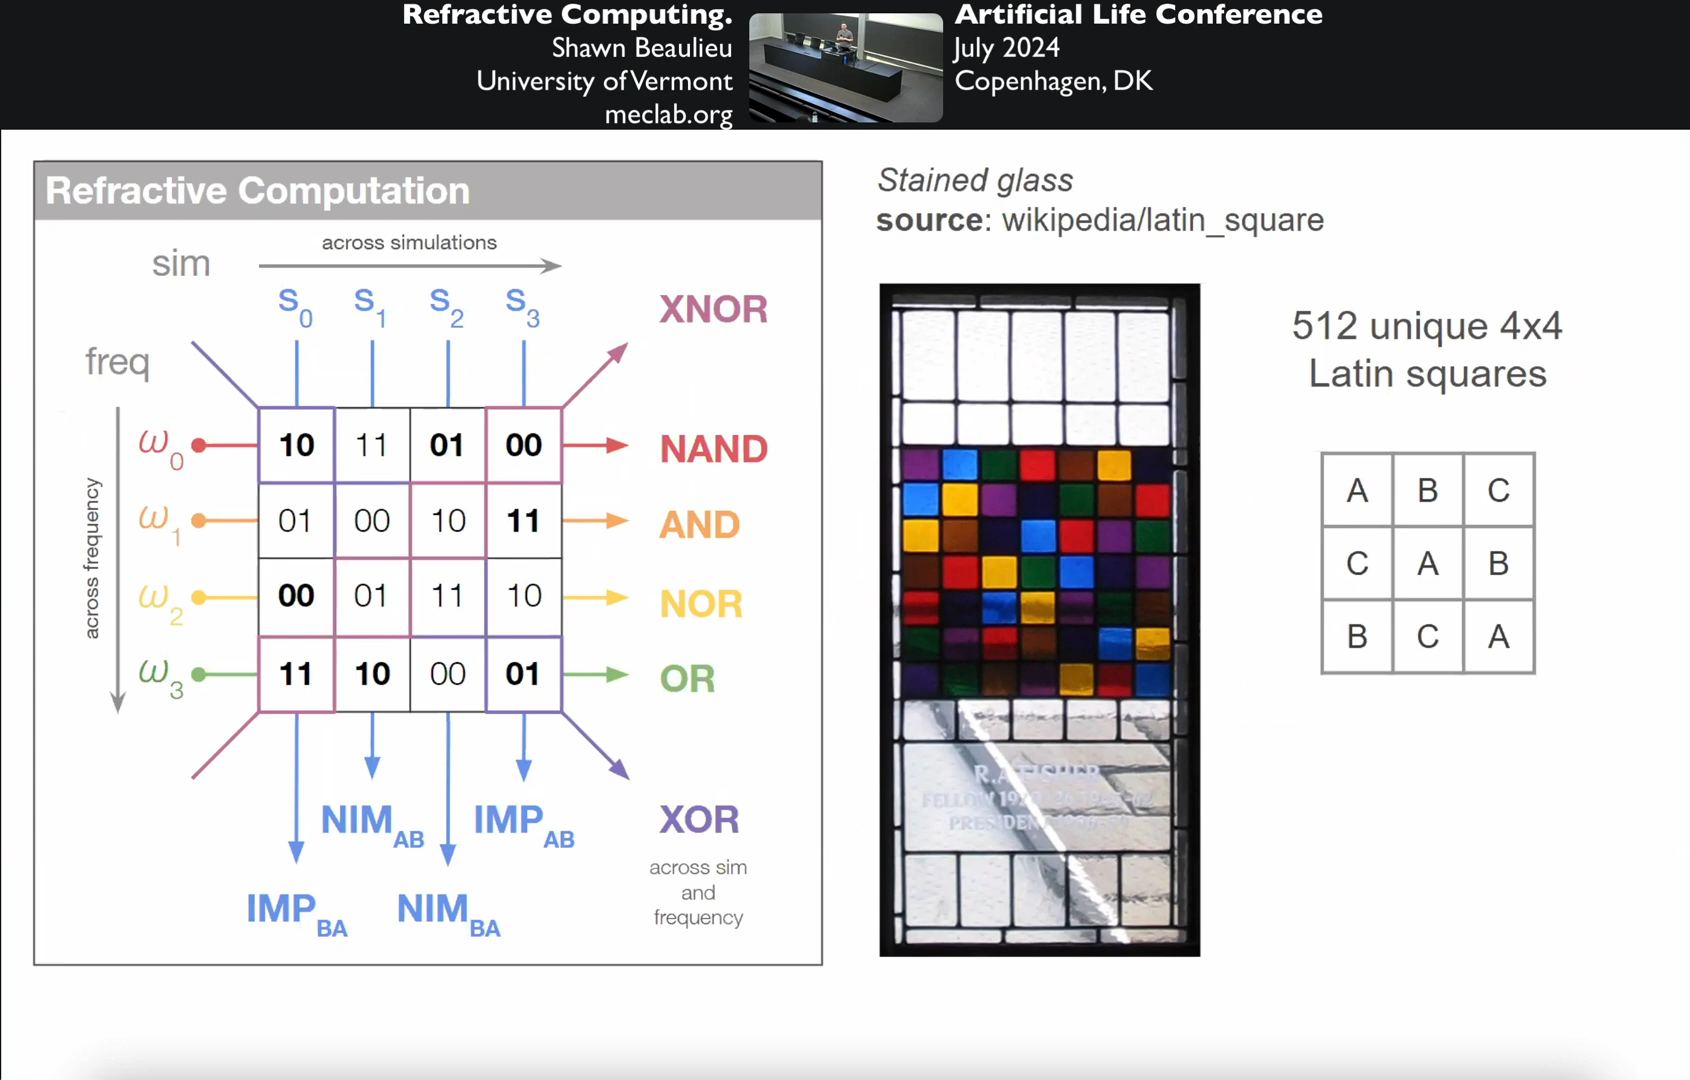 Refractive Computing.
Shawn Beaulieu
University of Vermont
meclab.org
Artificial Life Conference
July 2024
Copenhagen, DK
Refractive Computation
across simulations
sim
S0 S1 S2 S3
XNOR
freq
across frequency
ω0 10 11 01 00 NAND
ω1 01 00 10 11 AND
ω2 00 01 11 10 NOR
ω3 11 10 00 01 OR
NIMAB IMPAB XOR
IMPBA NIMBA
across sim
and
frequency
Stained glass
source: wikipedia/latin_square
R.A FISHER
FELLOW
PRESIDENT
512 unique 4x4
Latin squares
A B C
C A B
B C A